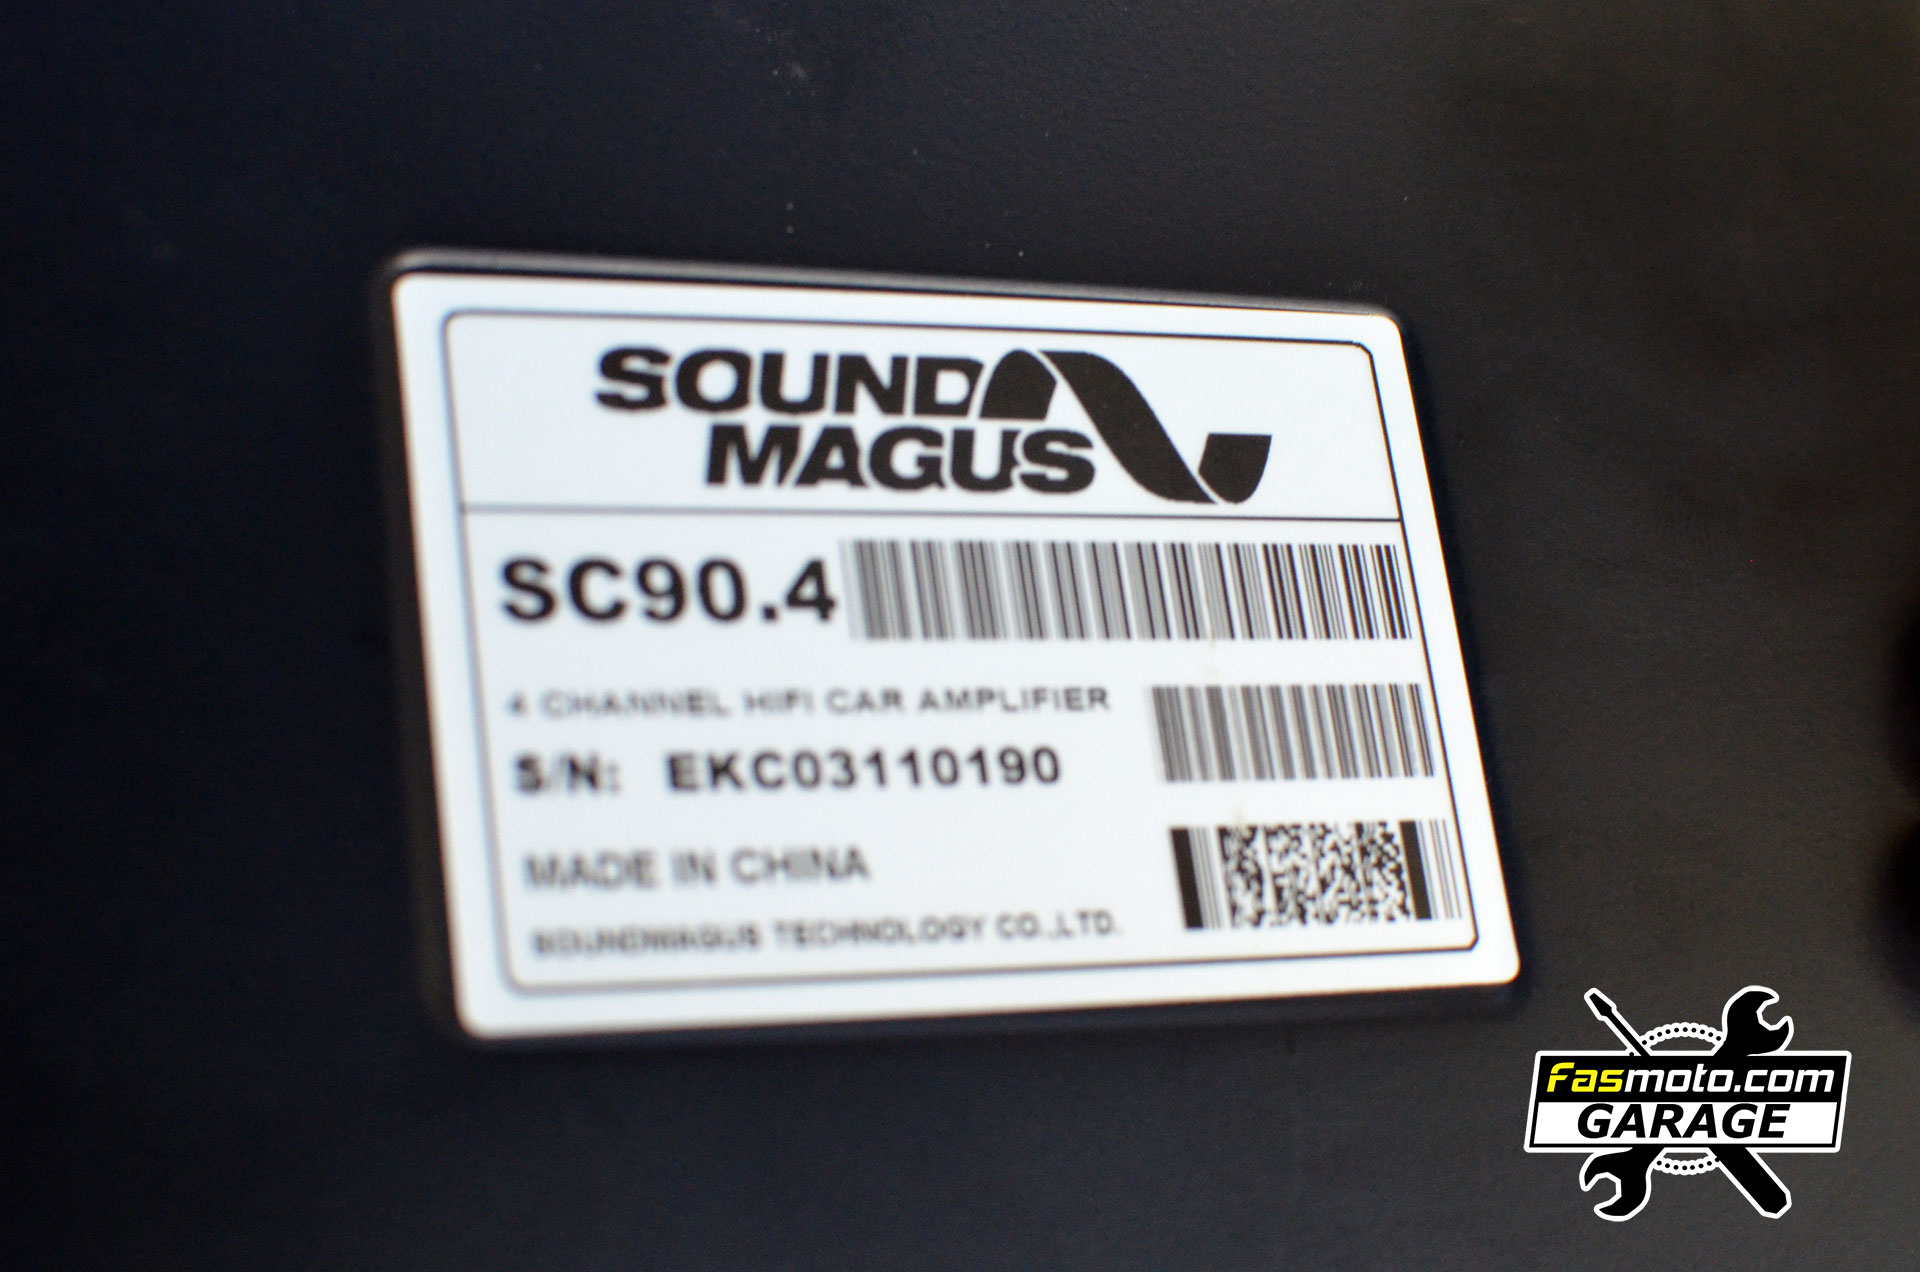 SOUND
MAGUS
SC90.4
4 CHANNEL HIFI CAR AMPLIFIER
S/N: EKC03110190
MADE IN CHINA
SOUNDMAGUS TECHNOLOGY CO.,LTD.
fasmoto.com
GARAGE